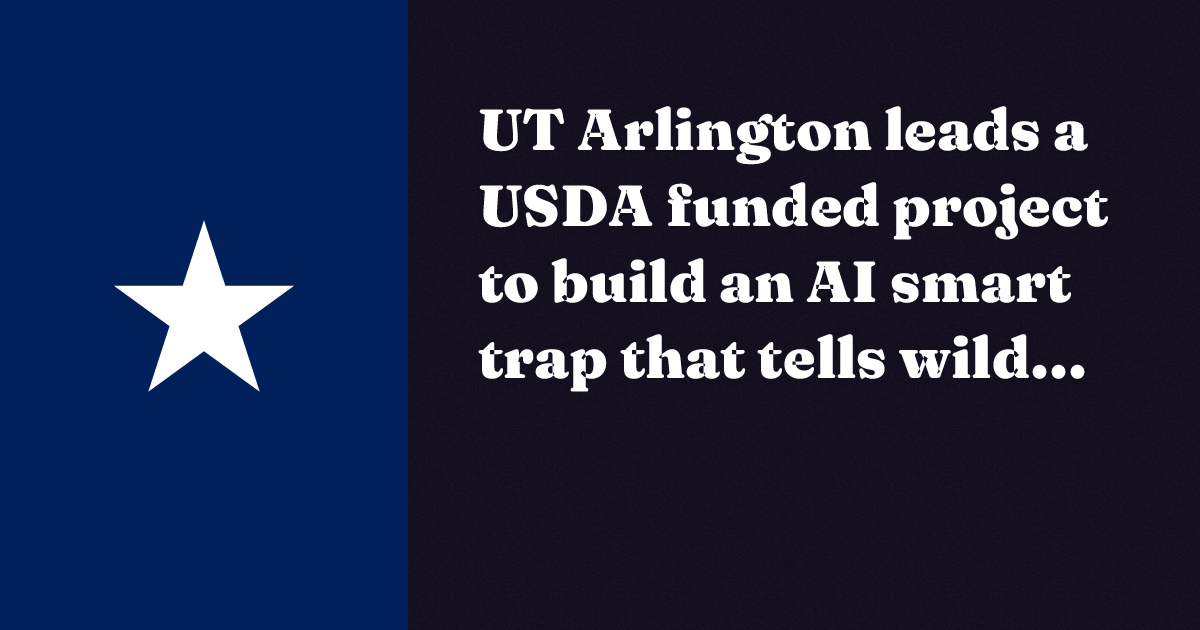 UT Arlington leads a
USDA funded project
to build an AI smart
trap that tells wild...